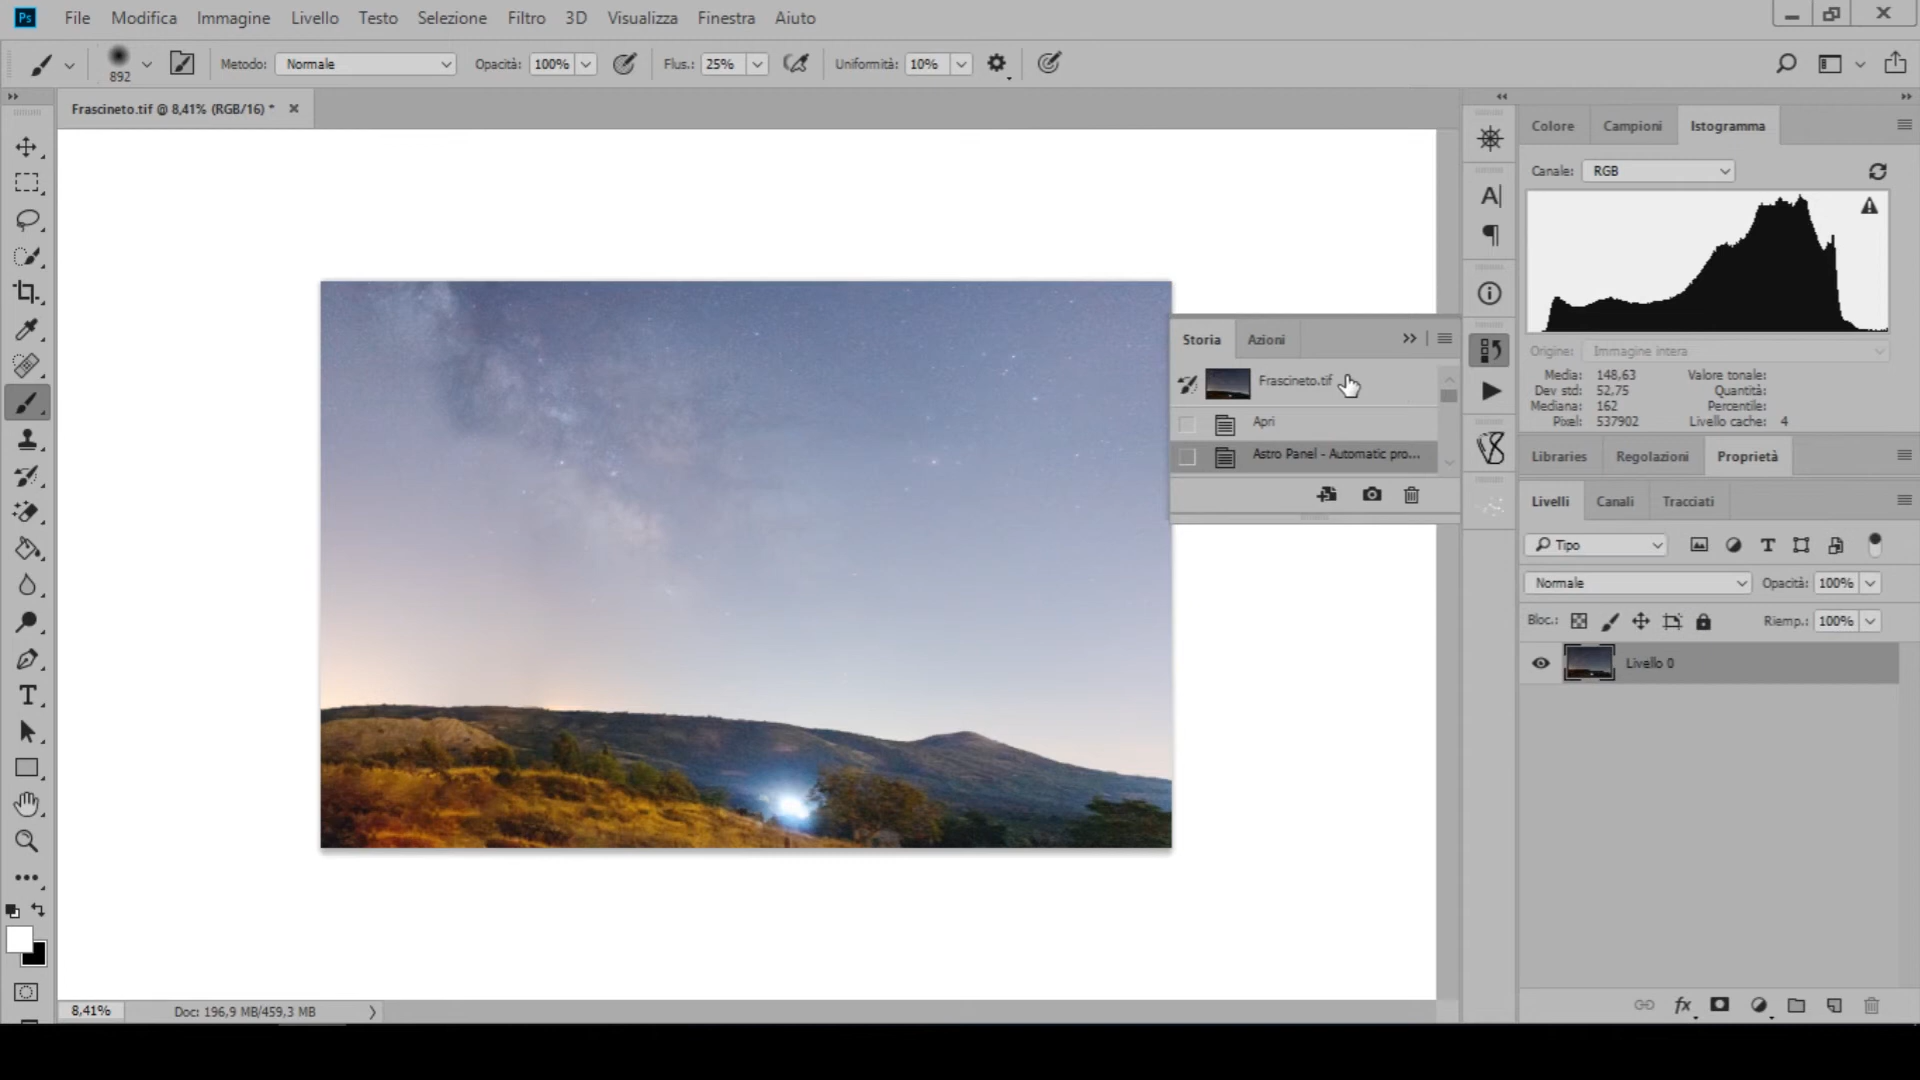 Ps File Modifica Immagine Livello Testo Selezione Filtro 3D Visualizza Finestra Aiuto
892 Metodo: Normale Opacità: 100% Flus.: 25% Uniformità: 10%
Frascineto.tif @ 8,41% (RGB/16) *
Colore Campioni Istogramma
Canale: RGB
Origine: Immagine intera
Media: 148,63 Valore tonale:
Dev std: 52,75 Quantità:
Mediana: 162 Percentile:
Pixel: 537902 Livello cache: 4
Storia Azioni
Frascineto.tif
Apri
Astro Panel - Automatic pro...
Libraries Regolazioni Proprietà
Livelli Canali Tracciati
Tipo
Normale Opacità: 100%
Bloc.: Riemp.: 100%
Livello 0
8,41% Doc: 196,9 MB/459,3 MB